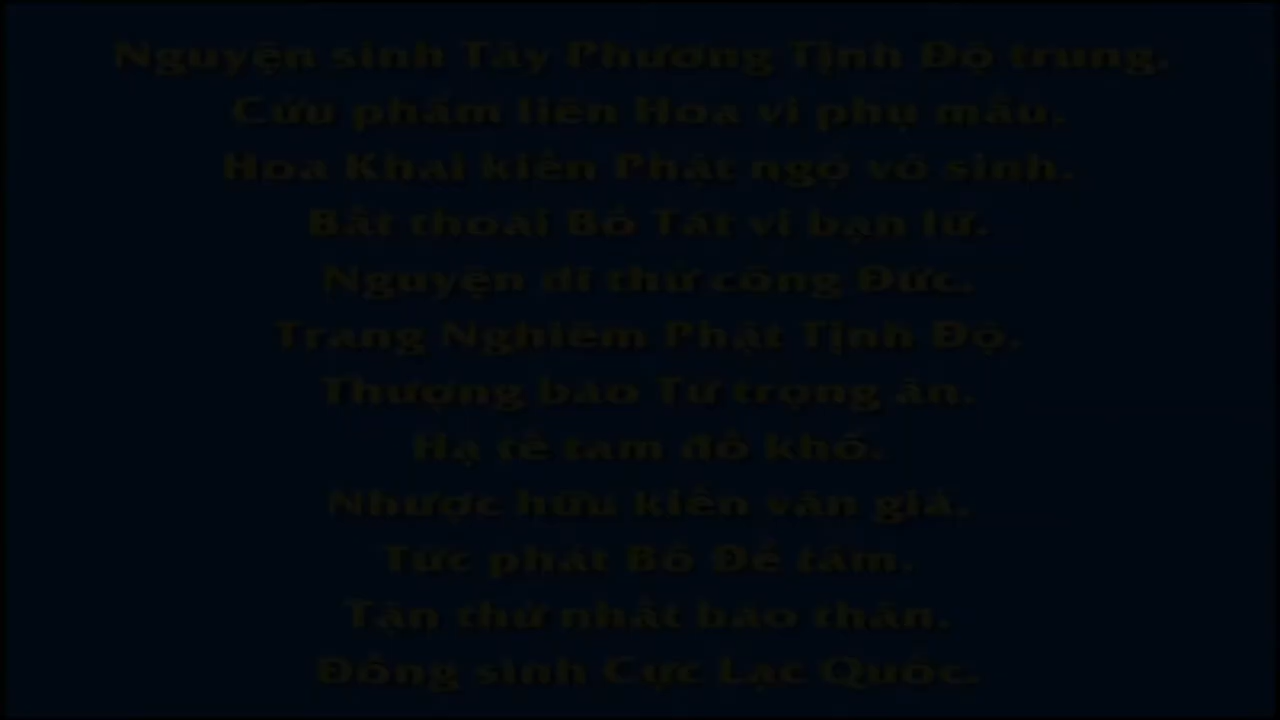 Nguyện sinh Tây Phương Tịnh Độ trung.
Cửu phẩm liên Hoa vi phụ mẫu.
Hoa Khai kiến Phật ngộ vô sinh.
Bất thoái Bồ Tát vi bạn lữ.
Nguyện dĩ thử công Đức.
Trang Nghiêm Phật Tịnh Độ.
Thượng báo Tứ trọng ân.
Hạ tế tam đồ khổ.
Nhược hữu kiến văn giả.
Tức phát Bồ Đề tâm.
Tận thử nhất báo thân.
Đồng sinh Cực Lạc Quốc.